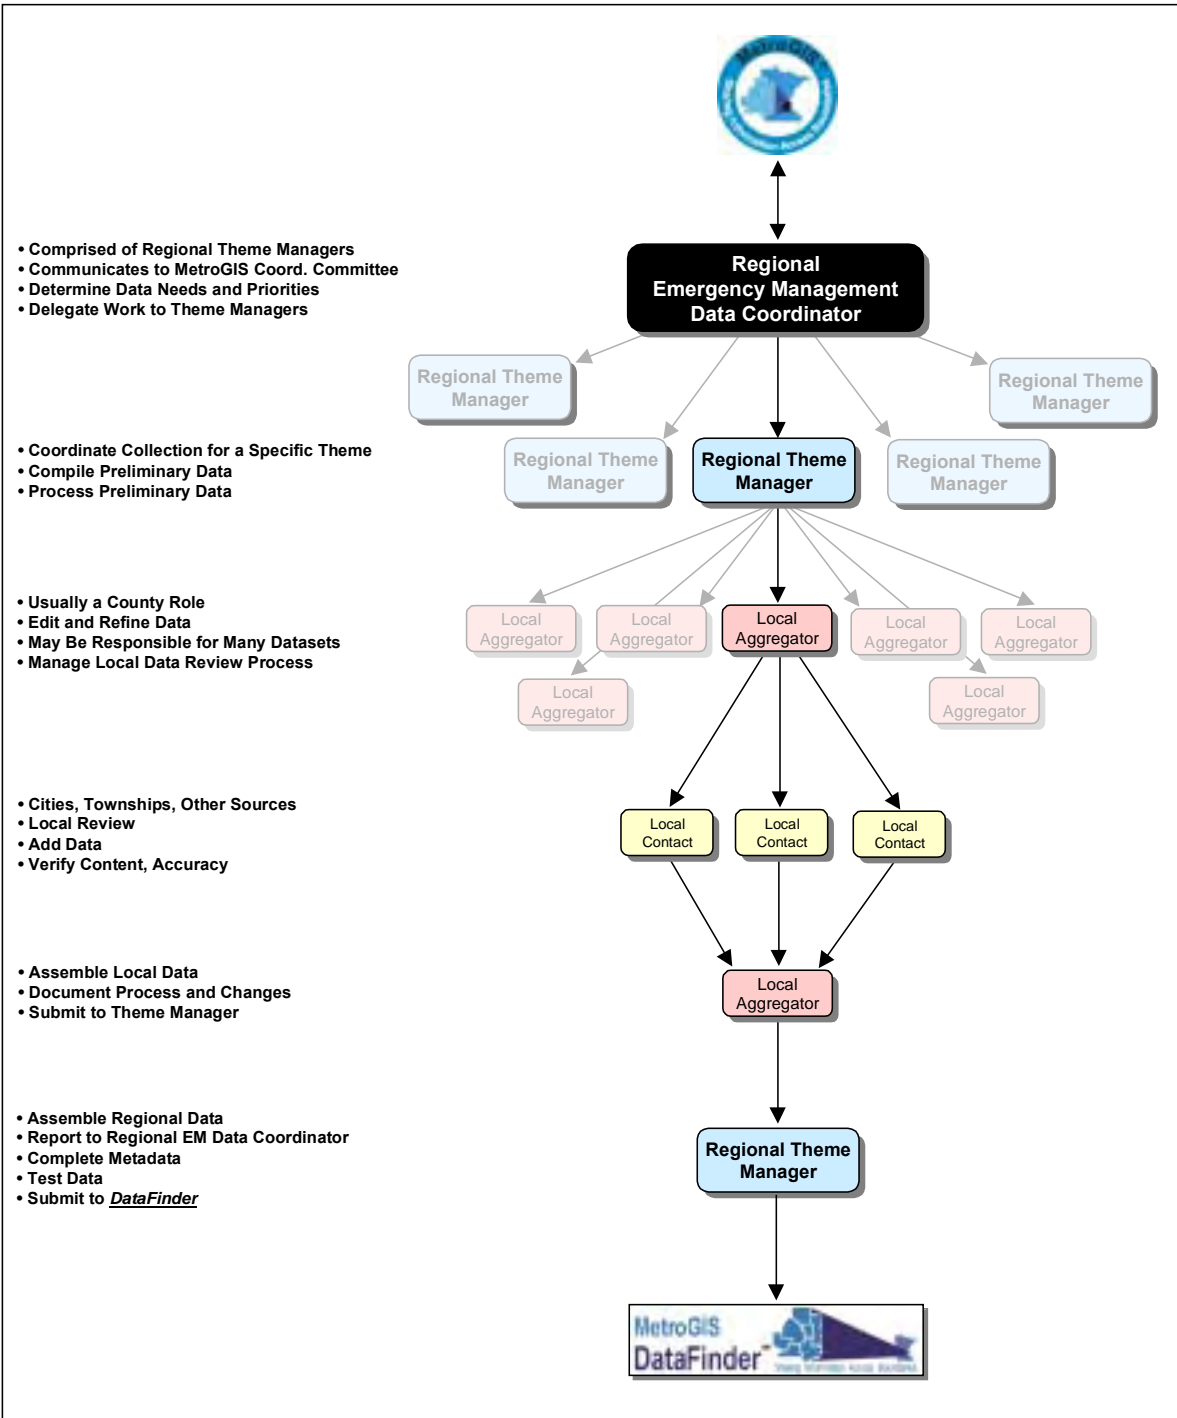 MetroGIS
• Comprised of Regional Theme Managers
• Communicates to MetroGIS Coord. Committee
• Determine Data Needs and Priorities
• Delegate Work to Theme Managers
Regional
Emergency Management
Data Coordinator
Regional Theme
Manager
Regional Theme
Manager
• Coordinate Collection for a Specific Theme
• Compile Preliminary Data
• Process Preliminary Data
Regional Theme
Manager
Regional Theme
Manager
Regional Theme
Manager
• Usually a County Role
• Edit and Refine Data
• May Be Responsible for Many Datasets
• Manage Local Data Review Process
Local
Aggregator
Local
Aggregator
Local
Aggregator
Local
Aggregator
Local
Aggregator
Local
Aggregator
Local
Aggregator
• Cities, Townships, Other Sources
• Local Review
• Add Data
• Verify Content, Accuracy
Local
Contact
Local
Contact
Local
Contact
• Assemble Local Data
• Document Process and Changes
• Submit to Theme Manager
Local
Aggregator
• Assemble Regional Data
• Report to Regional EM Data Coordinator
• Complete Metadata
• Test Data
• Submit to DataFinder
Regional Theme
Manager
MetroGIS
DataFinder™